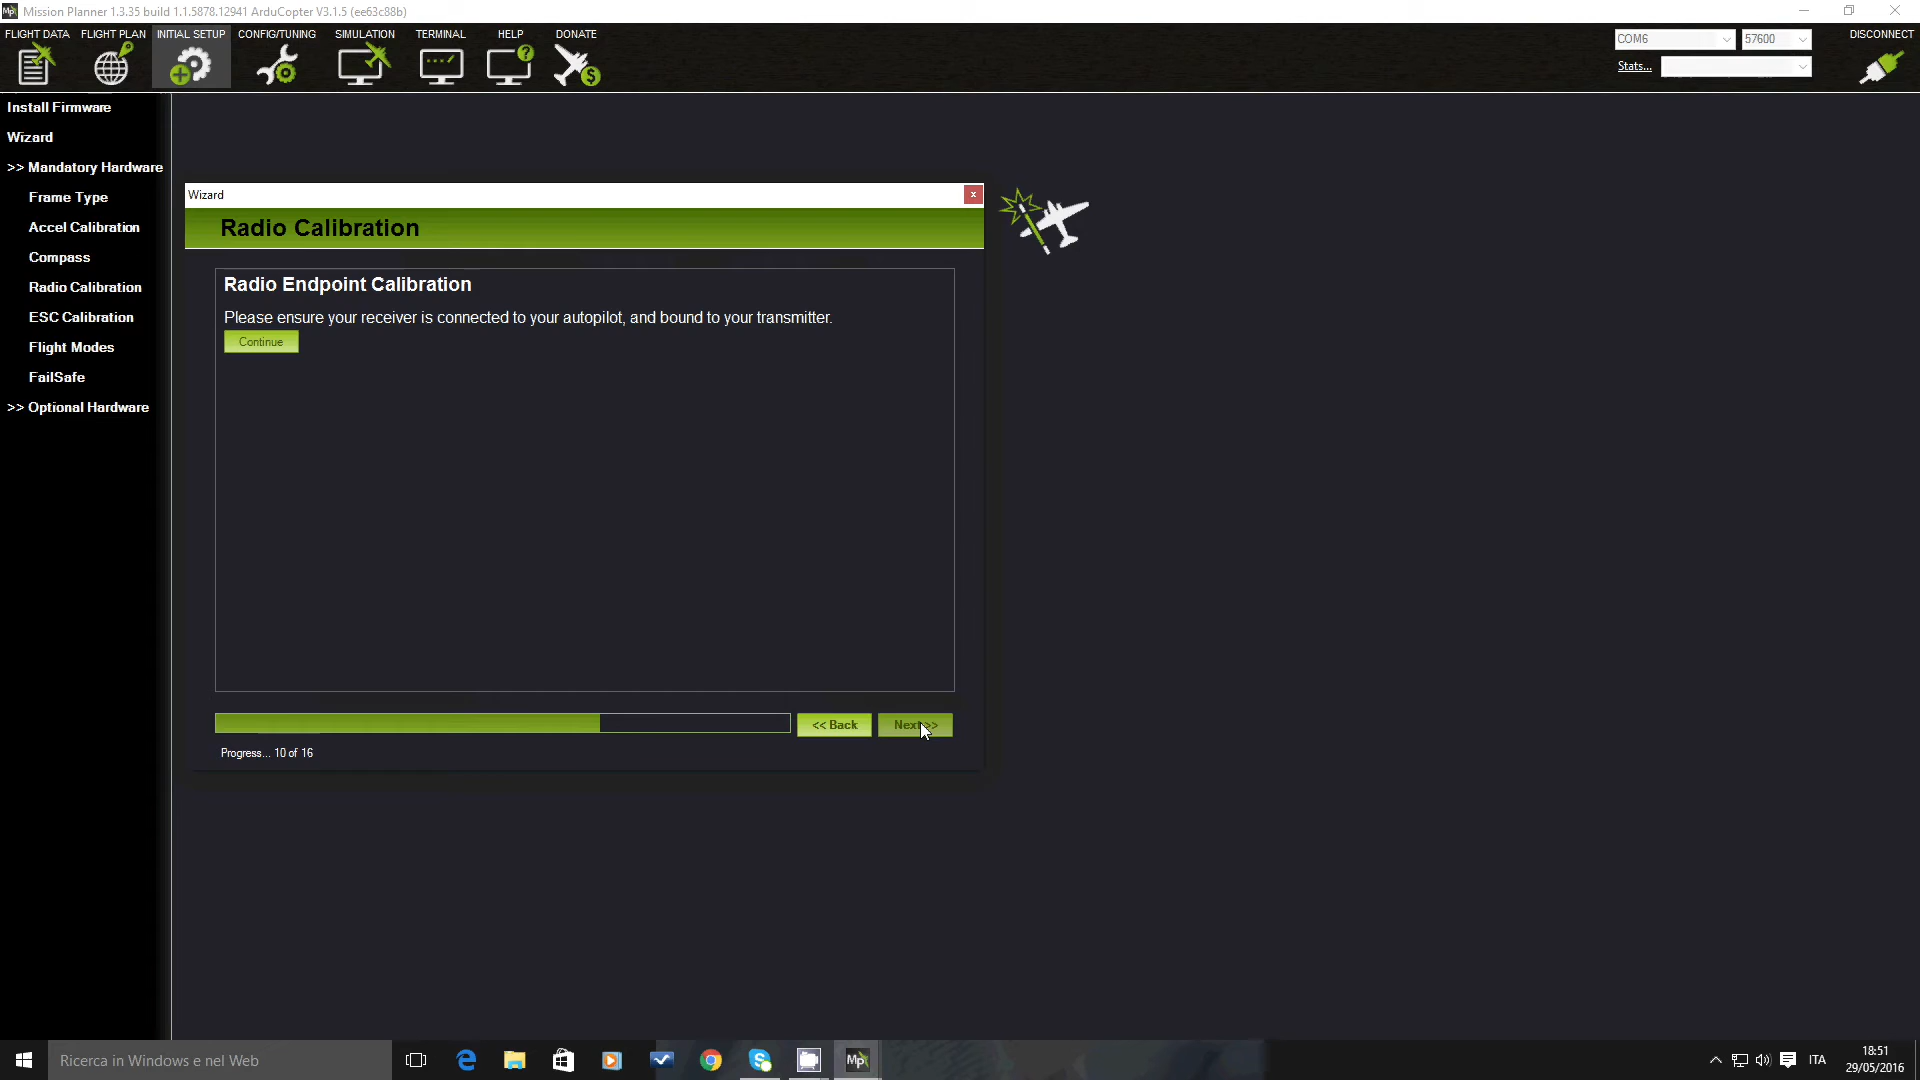 Mission Planner 1.3.35 build 1.1.5878.12941 ArduCopter V3.1.5 (ee63c88b)
FLIGHT DATA FLIGHT PLAN INITIAL SETUP CONFIG/TUNING SIMULATION TERMINAL HELP DONATE
COM6 57600 DISCONNECT
Stats...
Install Firmware
Wizard
>> Mandatory Hardware
Frame Type
Accel Calibration
Compass
Radio Calibration
ESC Calibration
Flight Modes
FailSafe
>> Optional Hardware
Wizard
Radio Calibration
Radio Endpoint Calibration
Please ensure your receiver is connected to your autopilot, and bound to your transmitter.
Continue
<< Back Next >>
Progress... 10 of 16
Ricerca in Windows e nel Web
ITA
18:51
29/05/2016